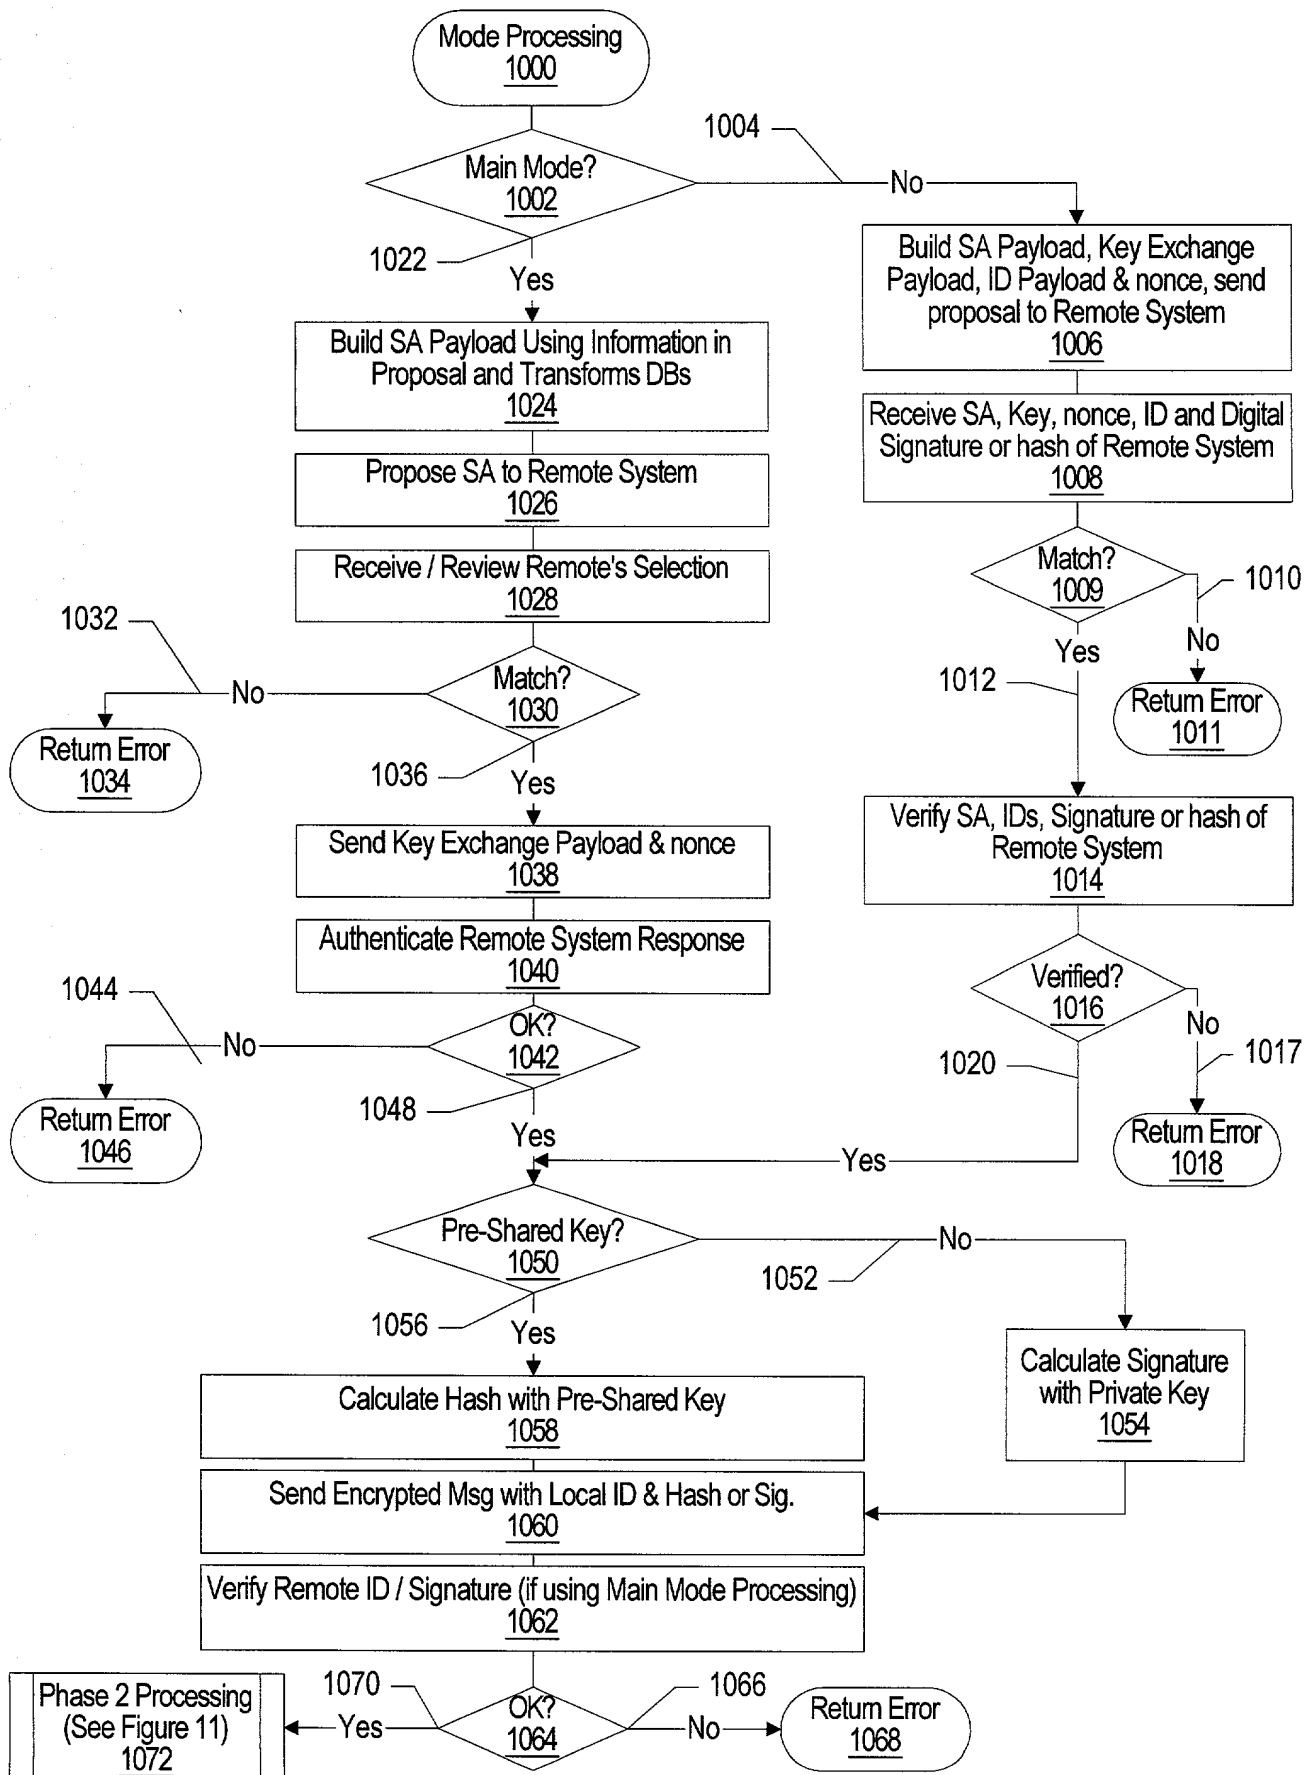 Mode Processing
1000
1004
Main Mode?
1002
No
1022
Yes
Build SA Payload, Key Exchange
Payload, ID Payload & nonce, send
proposal to Remote System
1006
Build SA Payload Using Information in
Proposal and Transforms DBs
1024
Receive SA, Key, nonce, ID and Digital
Signature or hash of Remote System
1008
Propose SA to Remote System
1026
Receive / Review Remote's Selection
1028
Match?
1009
1010
No
Yes
1012
Return Error
1011
1032
No
Match?
1030
Return Error
1034
1036
Yes
Verify SA, IDs, Signature or hash of
Remote System
1014
Send Key Exchange Payload & nonce
1038
Authenticate Remote System Response
1040
Verified?
1016
No
1017
1020
Return Error
1018
1044
No
OK?
1042
Return Error
1046
1048
Yes
Yes
Pre-Shared Key?
1050
No
1052
1056
Yes
Calculate Signature
with Private Key
1054
Calculate Hash with Pre-Shared Key
1058
Send Encrypted Msg with Local ID & Hash or Sig.
1060
Verify Remote ID / Signature (if using Main Mode Processing)
1062
1070
1066
Phase 2 Processing
(See Figure 11)
1072
Yes
OK?
1064
No
Return Error
1068